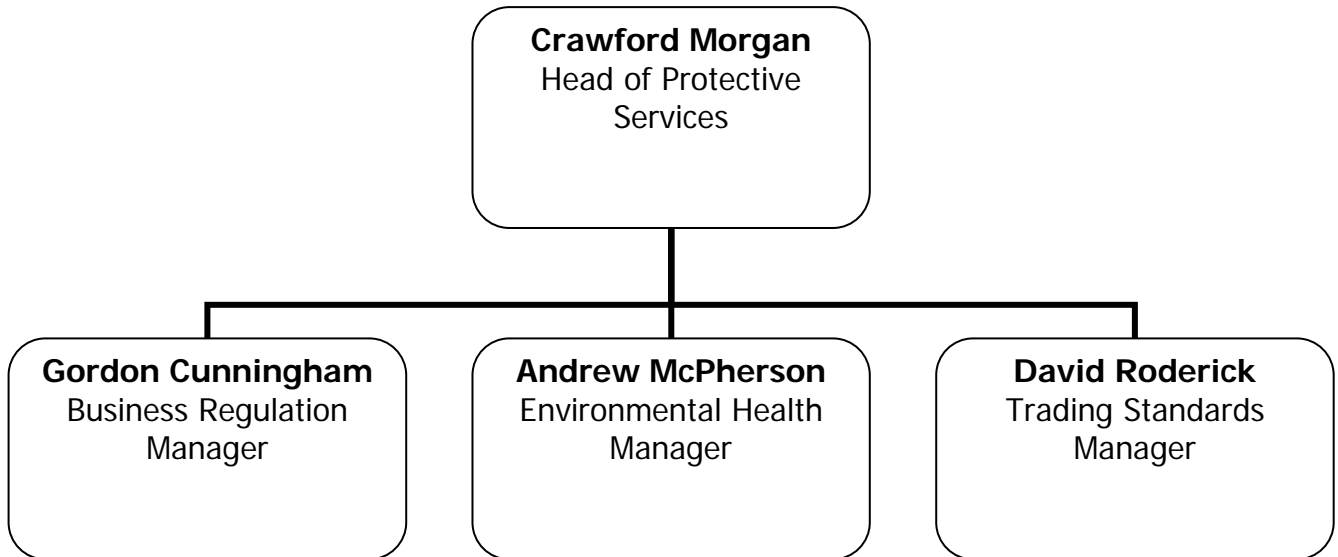 Crawford Morgan
Head of Protective
Services
Gordon Cunningham
Business Regulation
Manager
Andrew McPherson
Environmental Health
Manager
David Roderick
Trading Standards
Manager